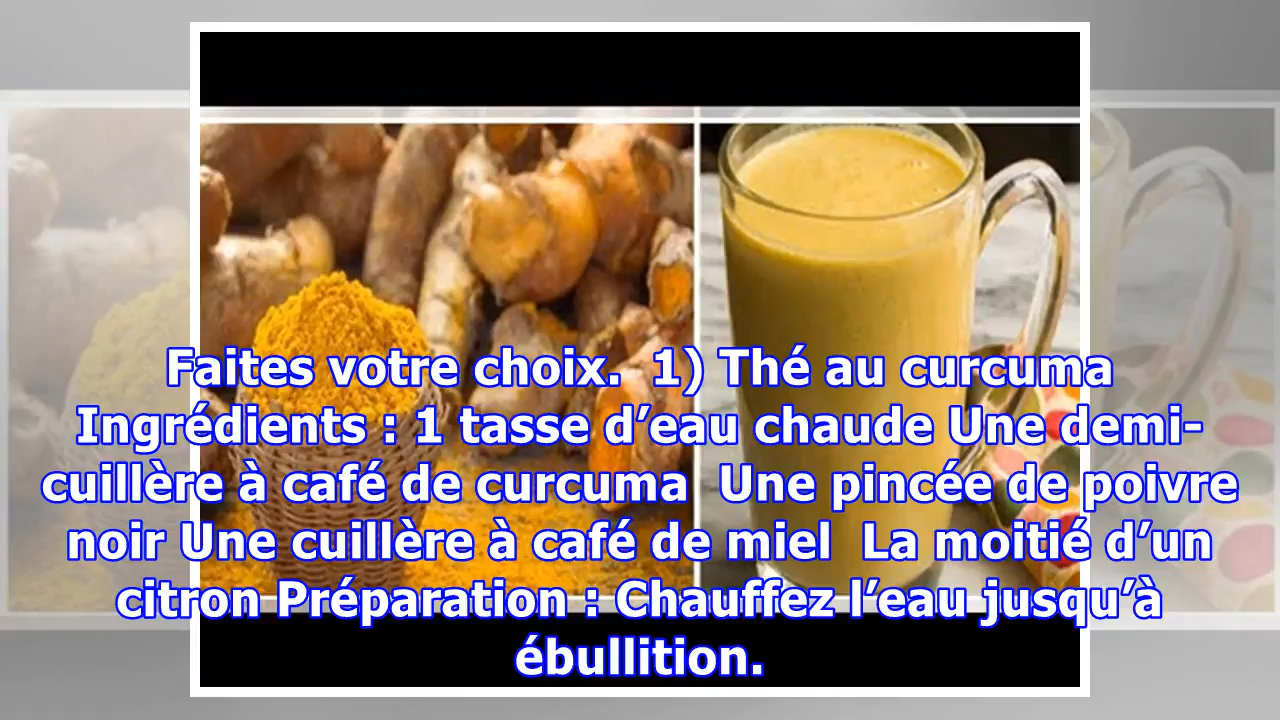 Faites votre choix.  1) Thé au curcuma
Ingrédients : 1 tasse d’eau chaude Une demi-
cuillère à café de curcuma  Une pincée de poivre
noir Une cuillère à café de miel  La moitié d’un
citron Préparation : Chauffez l’eau jusqu’à
ébullition.